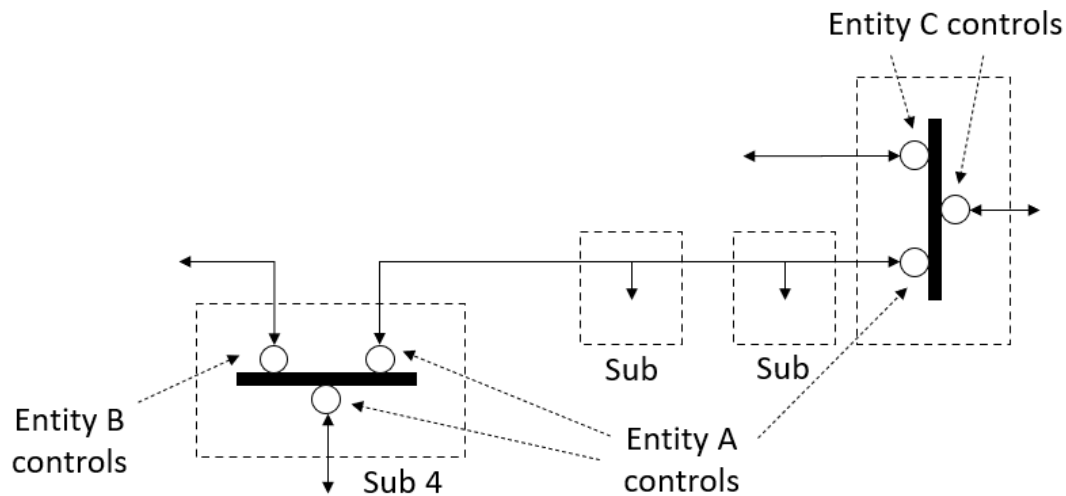 Entity C controls
Sub
Sub
Entity B
controls
Entity A
controls
Sub 4